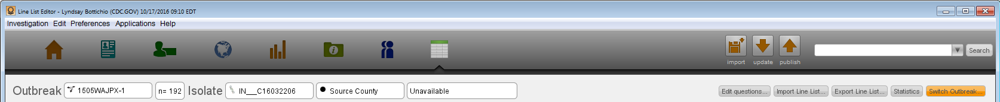 Line List Editor - Lyndsay Bottichio (CDC.GOV) 10/17/2016 09:10 EDT
Investigation Edit Preferences Applications Help
import update publish Search
Outbreak 1505WAJPX-1 n= 192 Isolate IN___C16032206 Source County Unavailable Edit questions... Import Line List... Export Line List... Statistics Switch Outbreak...